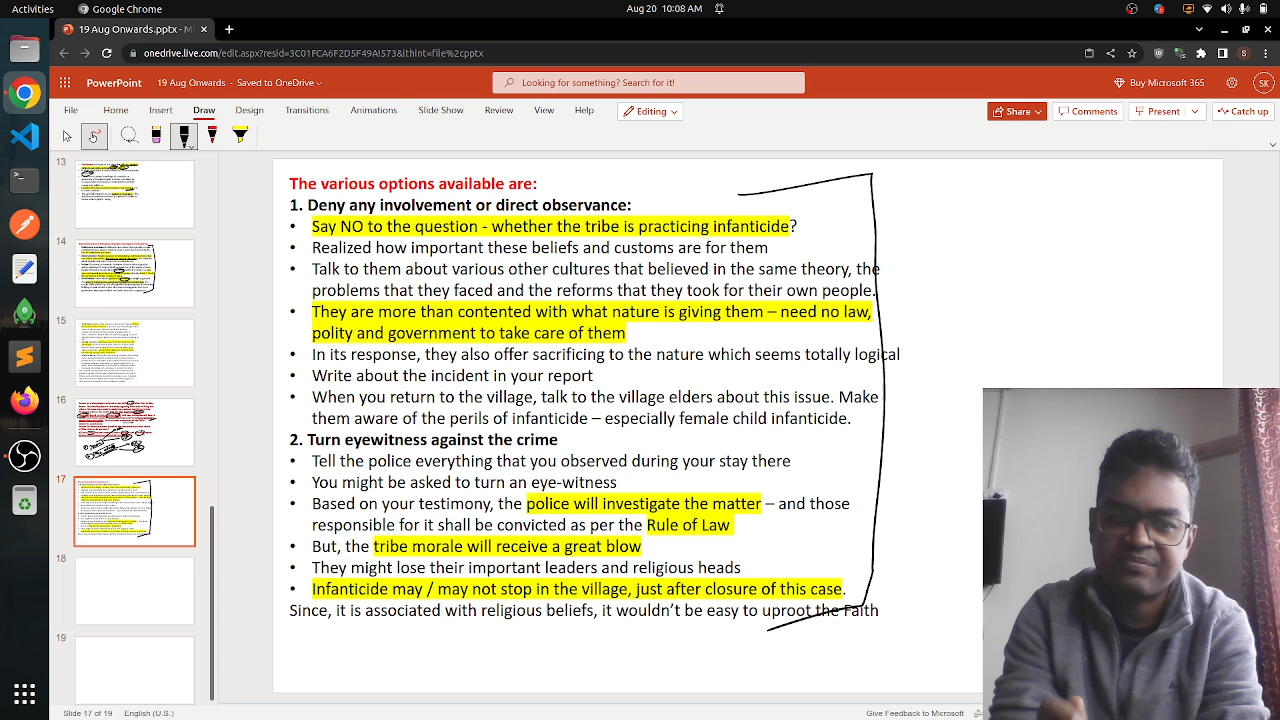 Activities
Google Chrome
Aug 20 10:08 AM
19 Aug Onwards.pptx - Mi
onedrive.live.com/edit.aspx?resid=3C01FCA6F2D5F49A!573&ithint=file%2cpptx
PowerPoint
19 Aug Onwards - Saved to OneDrive
Looking for something? Search for it!
Buy Microsoft 365
SK
File Home Insert Draw Design Transitions Animations Slide Show Review View Help
Editing
Share
Comments
Present
Catch up
13
14
15
16
17
18
19
The various options available are:
1. Deny any involvement or direct observance:
• Say NO to the question - whether the tribe is practicing infanticide?
• Realized how important these beliefs and customs are for them
• Talk to them about various other cultures that believed in the same theory, the
problems that they faced and the reforms that they took for their own people.
• They are more than contented with what nature is giving them – need no law,
polity and government to take care of them
• In its response, they also offer sacrificing to the nature which seems totally logical
• Write about the incident in your report
• When you return to the village, talk to the village elders about this issue. Make
them aware of the perils of infanticide – especially female child infanticide.
2. Turn eyewitness against the crime
• Tell the police everything that you observed during your stay there
• You might be asked to turn an eye-witness
• Based on your testimony, the police will investigate the matter – and those
responsible for it shall be convicted as per the Rule of Law
• But, the tribe morale will receive a great blow
• They might lose their important leaders and religious heads
• Infanticide may / may not stop in the village, just after closure of this case.
Since, it is associated with religious beliefs, it wouldn't be easy to uproot the Faith
Slide 17 of 19
English (U.S.)
Give Feedback to Microsoft